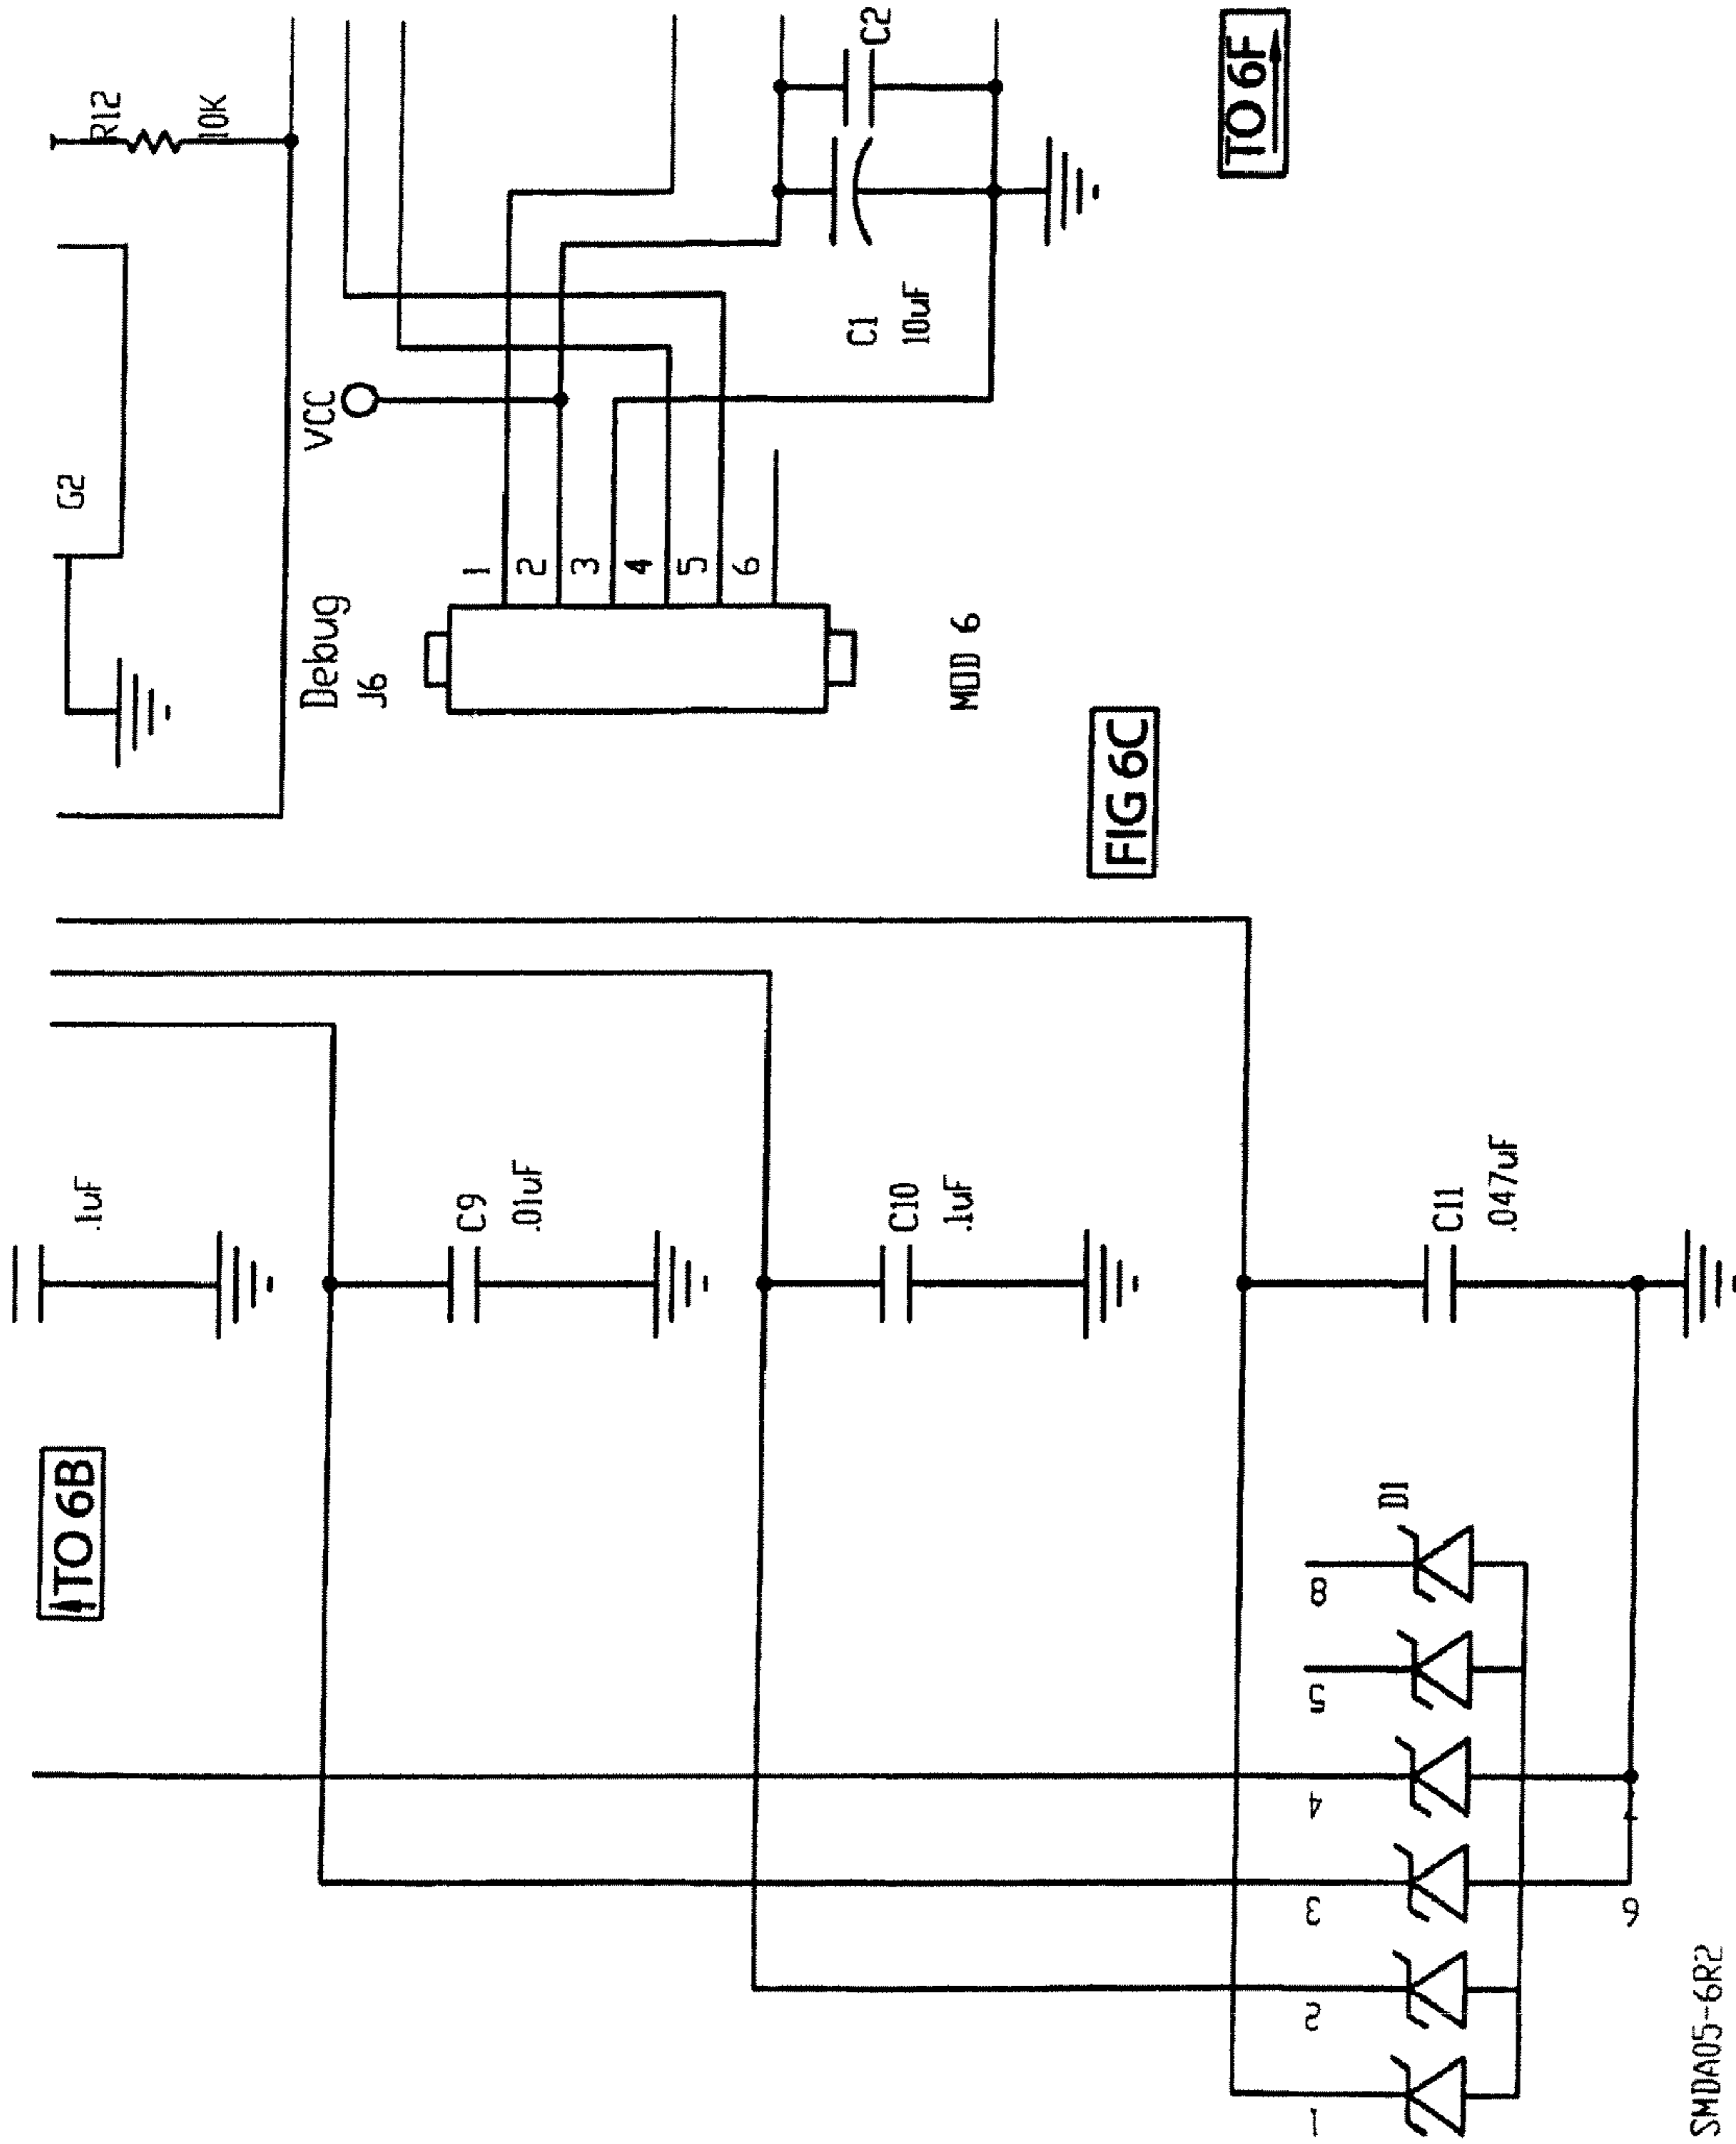 R12
10K
C2
TO 6F
G2
VCC
C1
10uF
Debug
J6
1
2
3
4
5
6
MOD 6
FIG 6C
.1uF
C9
.01uF
C10
.1uF
C11
.047uF
TO 6B
D1
8
5
4
3
2
1
7
6
SMDA05-6R2